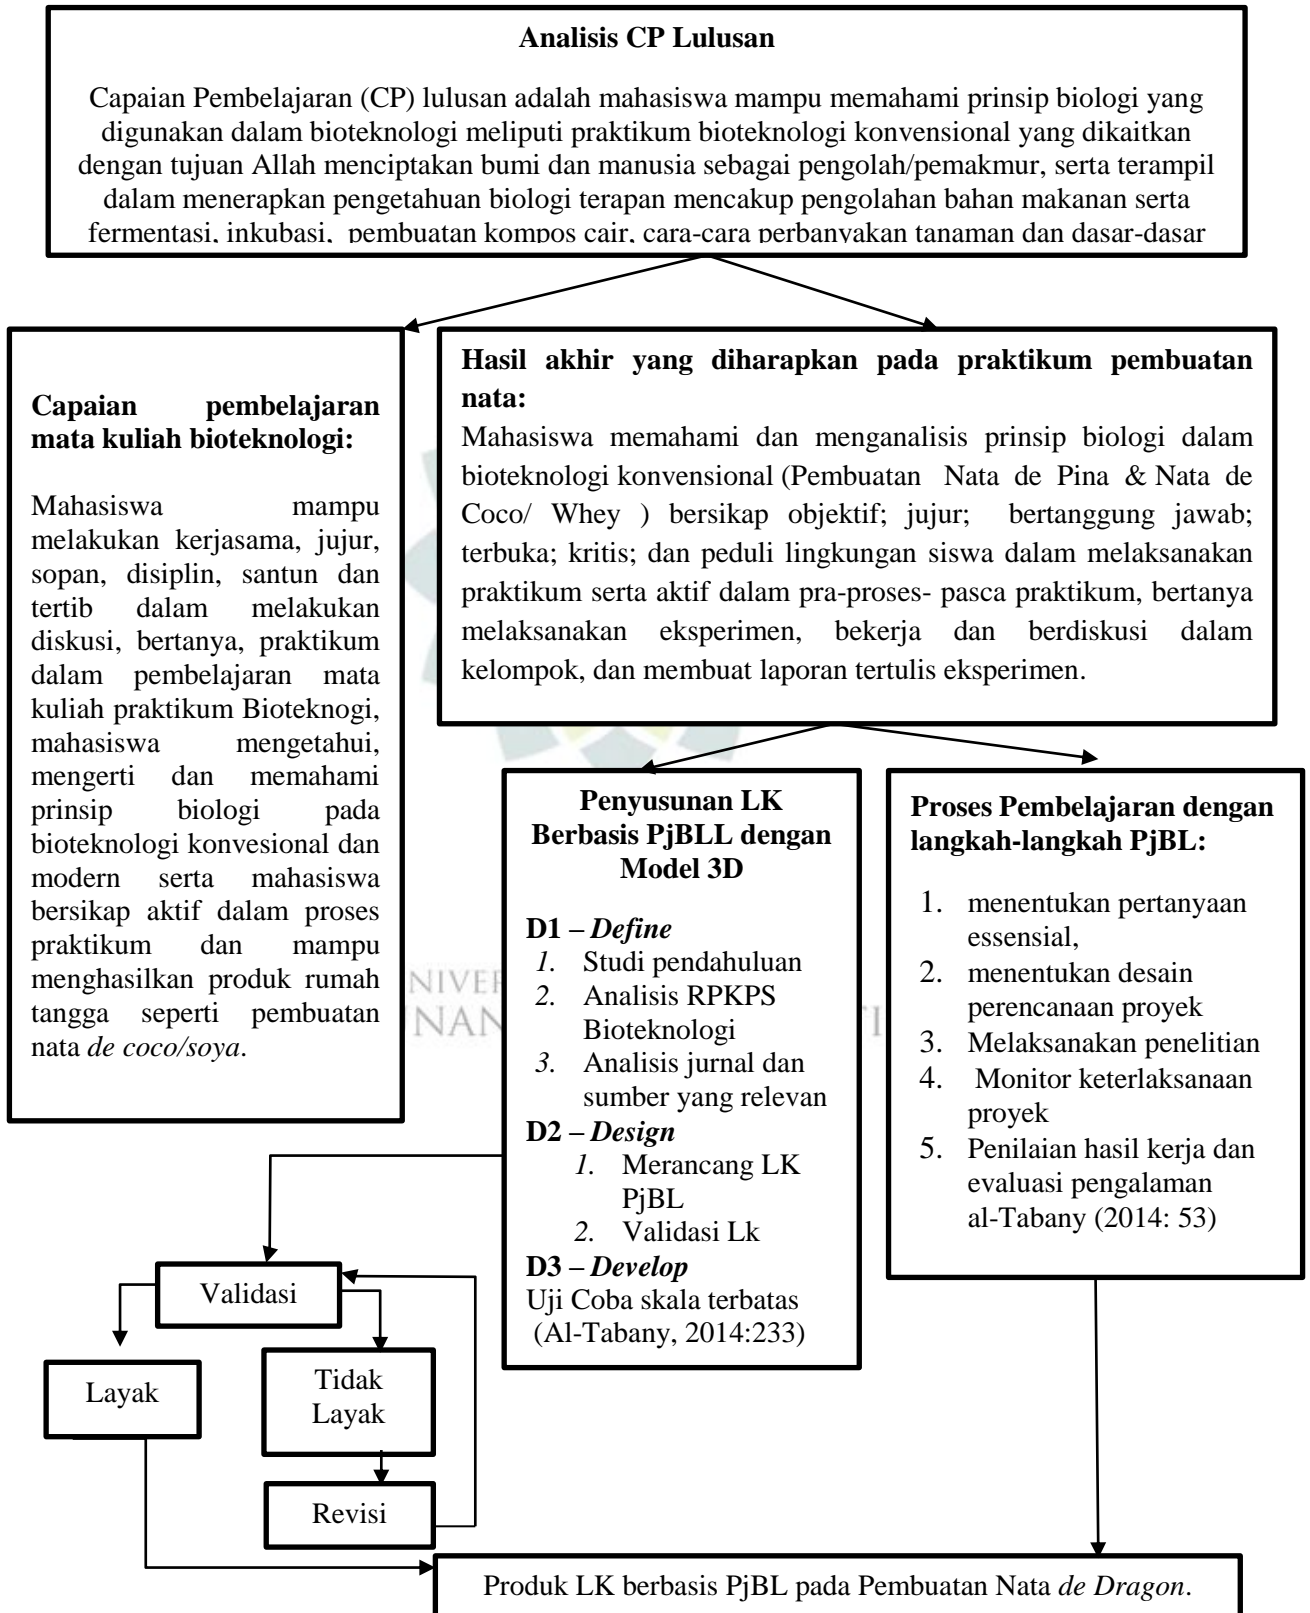 Analisis CP Lulusan
Capaian Pembelajaran (CP) lulusan adalah mahasiswa mampu memahami prinsip biologi yang
digunakan dalam bioteknologi meliputi praktikum bioteknologi konvensional yang dikaitkan
dengan tujuan Allah menciptakan bumi dan manusia sebagai pengolah/pemakmur, serta terampil
dalam menerapkan pengetahuan biologi terapan mencakup pengolahan bahan makanan serta
fermentasi, inkubasi, pembuatan kompos cair, cara-cara perbanyakan tanaman dan dasar-dasar
Capaian pembelajaran
mata kuliah bioteknologi:
Mahasiswa mampu
melakukan kerjasama, jujur,
sopan, disiplin, santun dan
tertib dalam melakukan
diskusi, bertanya, praktikum
dalam pembelajaran mata
kuliah praktikum Bioteknogi,
mahasiswa mengetahui,
mengerti dan memahami
prinsip biologi pada
bioteknologi konvesional dan
modern serta mahasiswa
bersikap aktif dalam proses
praktikum dan mampu
menghasilkan produk rumah
tangga seperti pembuatan
nata de coco/soya.
Hasil akhir yang diharapkan pada praktikum pembuatan
nata:
Mahasiswa memahami dan menganalisis prinsip biologi dalam
bioteknologi konvensional (Pembuatan Nata de Pina & Nata de
Coco/ Whey ) bersikap objektif; jujur; bertanggung jawab;
terbuka; kritis; dan peduli lingkungan siswa dalam melaksanakan
praktikum serta aktif dalam pra-proses- pasca praktikum, bertanya
melaksanakan eksperimen, bekerja dan berdiskusi dalam
kelompok, dan membuat laporan tertulis eksperimen.
Penyusunan LK
Berbasis PjBLL dengan
Model 3D
D1 – Define
1. Studi pendahuluan
2. Analisis RPKPS
Bioteknologi
3. Analisis jurnal dan
sumber yang relevan
D2 – Design
1. Merancang LK
PjBL
2. Validasi Lk
D3 – Develop
Uji Coba skala terbatas
(Al-Tabany, 2014:233)
Proses Pembelajaran dengan
langkah-langkah PjBL:
1. menentukan pertanyaan
essensial,
2. menentukan desain
perencanaan proyek
3. Melaksanakan penelitian
4. Monitor keterlaksanaan
proyek
5. Penilaian hasil kerja dan
evaluasi pengalaman
al-Tabany (2014: 53)
Validasi
Layak
Tidak
Layak
Revisi
Produk LK berbasis PjBL pada Pembuatan Nata de Dragon.